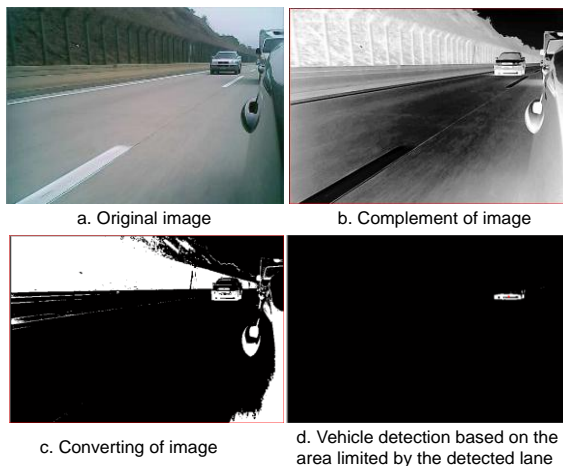 a. Original image
b. Complement of image
c. Converting of image
d. Vehicle detection based on the
area limited by the detected lane